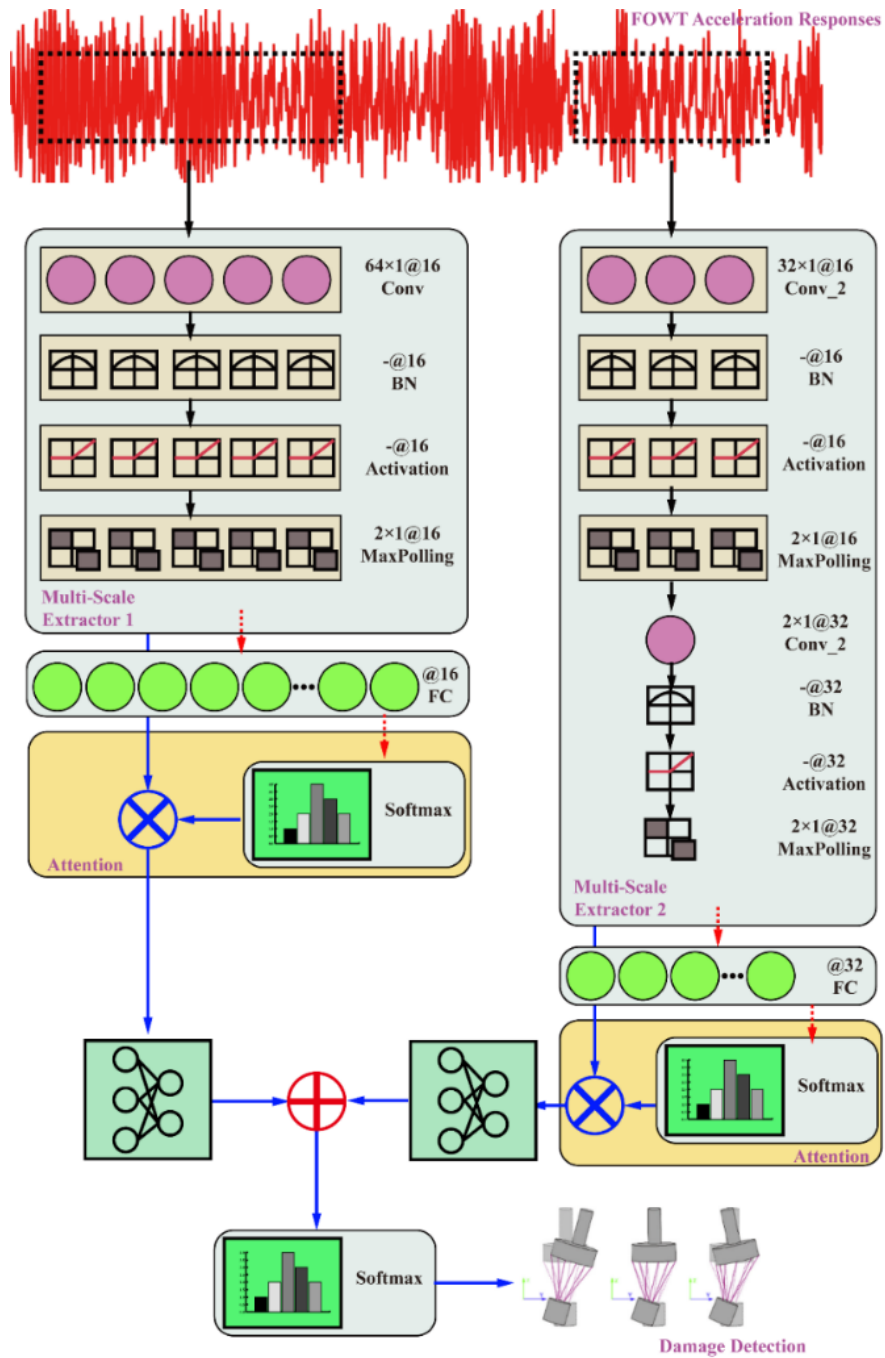 FOWT Acceleration Responses
64×1@16
Conv
-@16
BN
-@16
Activation
2×1@16
MaxPolling
Multi-Scale
Extractor 1
@16
FC
Softmax
Attention
32×1@16
Conv_2
-@16
BN
-@16
Activation
2×1@16
MaxPolling
2×1@32
Conv_2
-@32
BN
-@32
Activation
2×1@32
MaxPolling
Multi-Scale
Extractor 2
@32
FC
Softmax
Attention
Softmax
Damage Detection